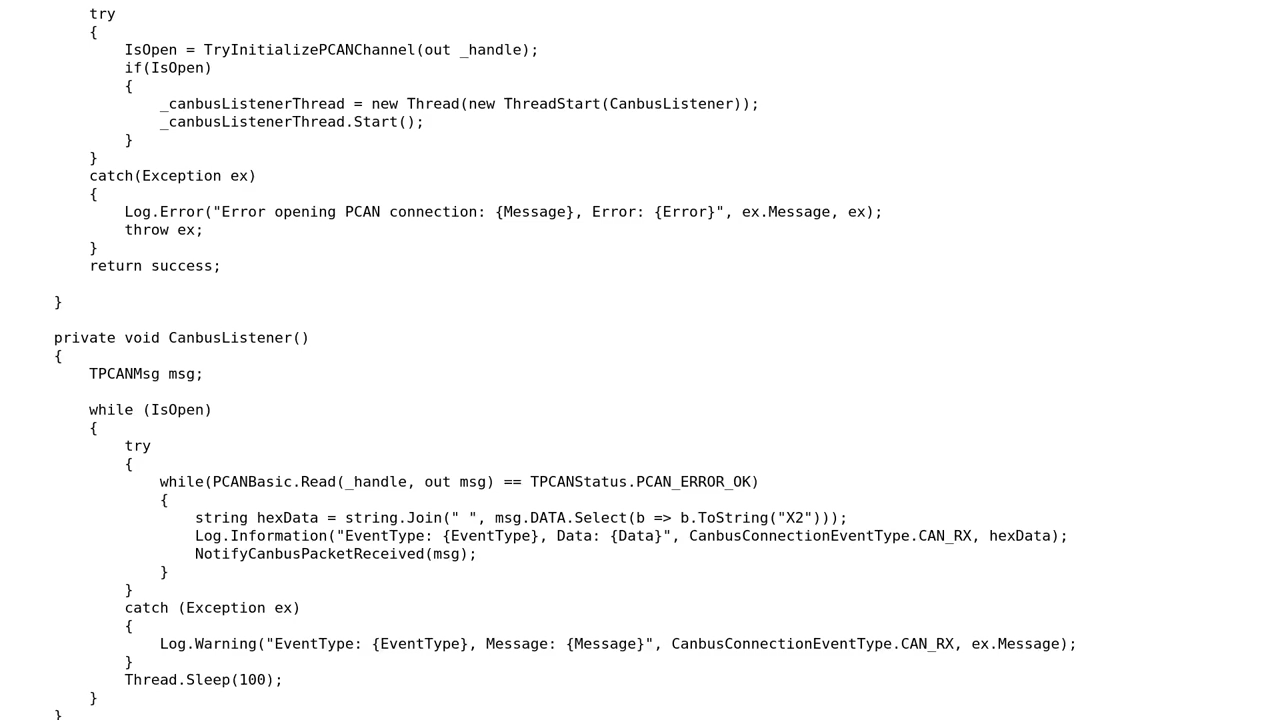 try
{
IsOpen = TryInitializePCANChannel(out _handle);
if(IsOpen)
{
_canbusListenerThread = new Thread(new ThreadStart(CanbusListener));
_canbusListenerThread.Start();
}
}
catch(Exception ex)
{
Log.Error("Error opening PCAN connection: {Message}, Error: {Error}", ex.Message, ex);
throw ex;
}
return success;
}
private void CanbusListener()
{
TPCANMsg msg;
while (IsOpen)
{
try
{
while(PCANBasic.Read(_handle, out msg) == TPCANStatus.PCAN_ERROR_OK)
{
string hexData = string.Join(" ", msg.DATA.Select(b => b.ToString("X2")));
Log.Information("EventType: {EventType}, Data: {Data}", CanbusConnectionEventType.CAN_RX, hexData);
NotifyCanbusPacketReceived(msg);
}
}
catch (Exception ex)
{
Log.Warning("EventType: {EventType}, Message: {Message}", CanbusConnectionEventType.CAN_RX, ex.Message);
}
Thread.Sleep(100);
}
}